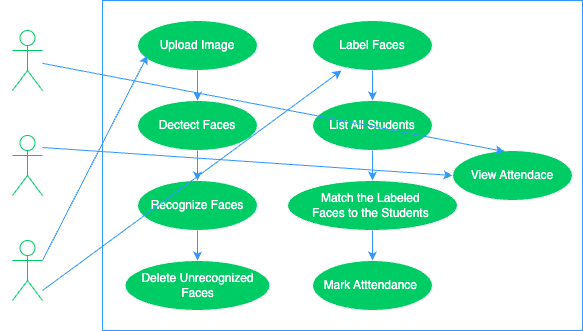 Upload Image
Label Faces
Dectect Faces
List All Students
View Attendace
Recognize Faces
Match the Labeled
Faces to the Students
Delete Unrecognized
Faces
Mark Atttendance